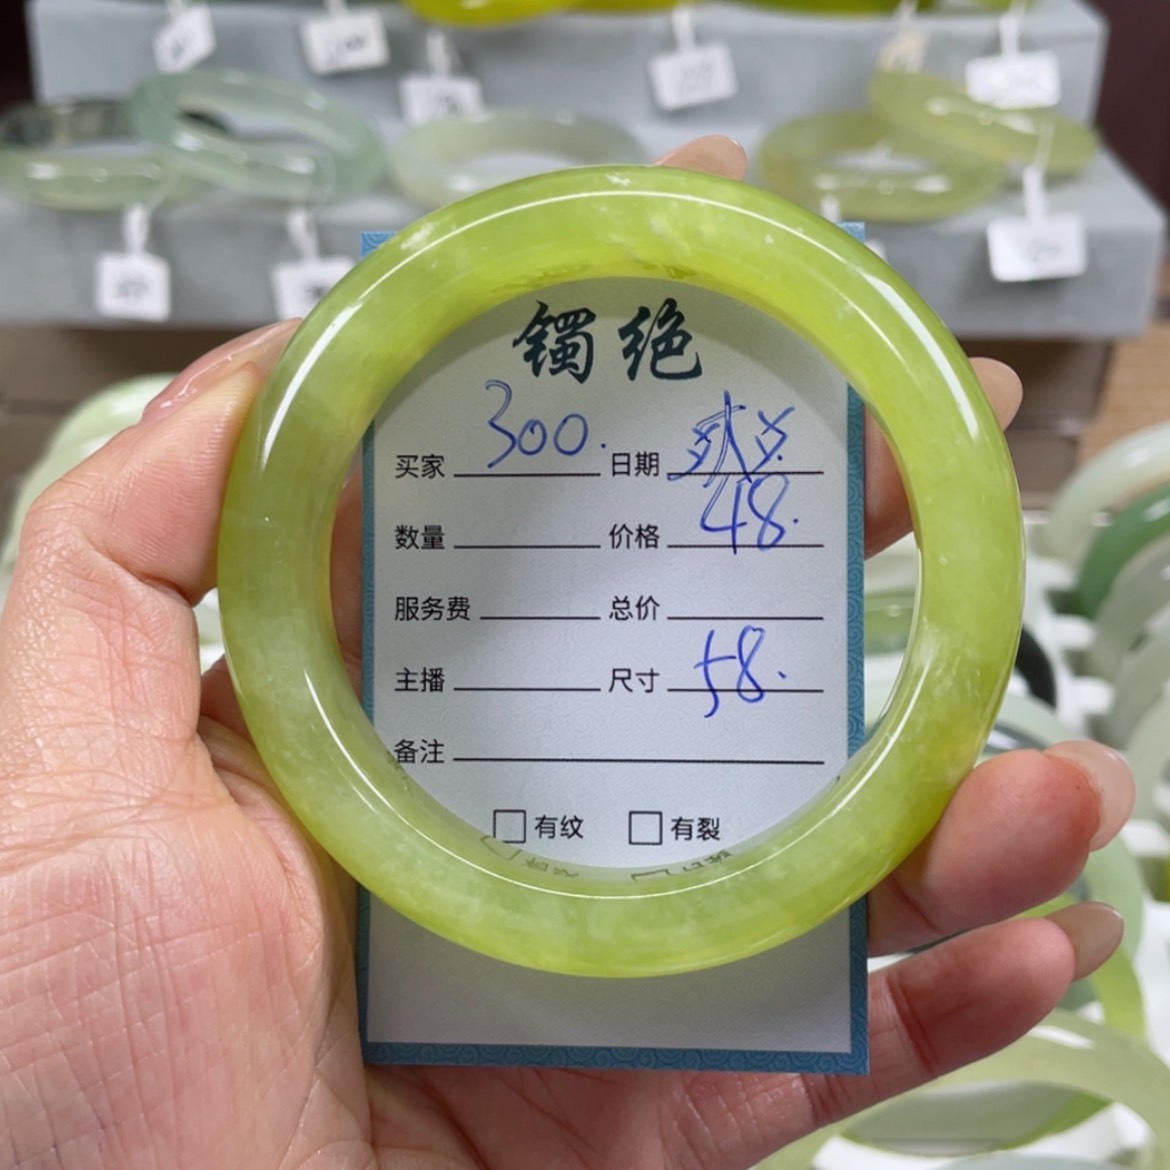 镯绝
买家 300. 日期
数量 价格 48.
服务费 总价
主播 尺寸 58.
备注
□有纹 □有裂